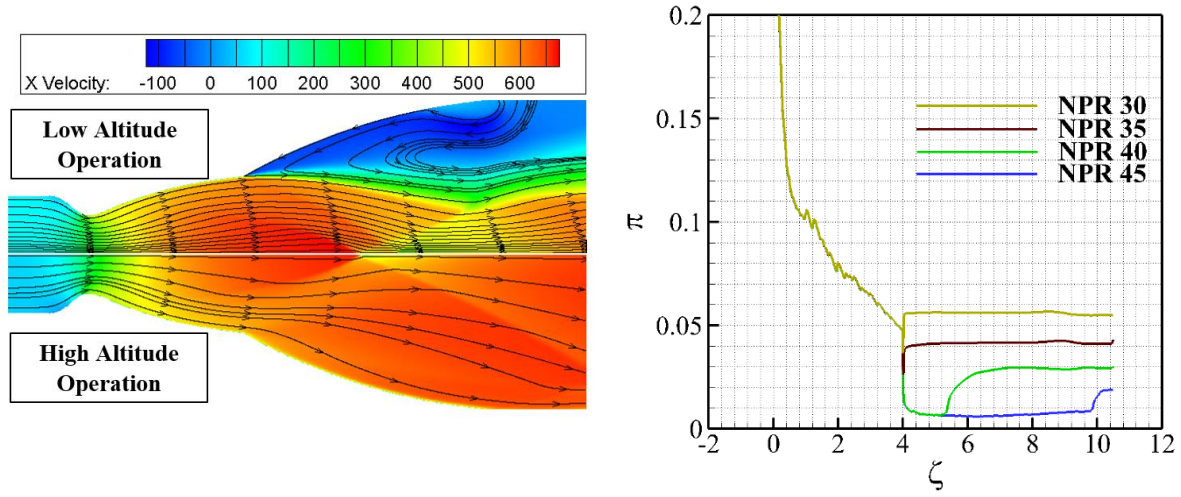 -100 0 100 200 300 400 500 600
X Velocity:
Low Altitude
Operation
High Altitude
Operation
0.2
0.15
0.1
0.05
0
π
NPR 30
NPR 35
NPR 40
NPR 45
-2 0 2 4 6 8 10 12
ζ